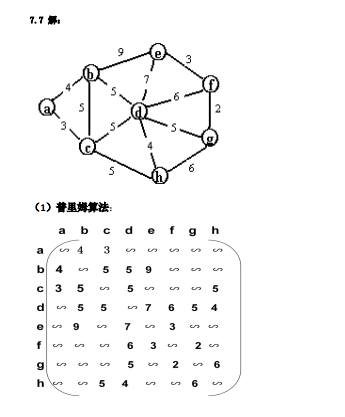 7.7 解：
e
9
3
b
7
f
4
5
6
a
5
d
2
3
5
5
g
c
4
5
6
h
（1）普里姆算法：
a b c d e f g h
a ∽ 4 3 ∽ ∽ ∽ ∽ ∽
b 4 ∽ 5 5 9 ∽ ∽ ∽
c 3 5 ∽ 5 ∽ ∽ ∽ 5
d ∽ 5 5 ∽ 7 6 5 4
e ∽ 9 ∽ 7 ∽ 3 ∽ ∽
f ∽ ∽ ∽ 6 3 ∽ 2 ∽
g ∽ ∽ ∽ 5 ∽ 2 ∽ 6
h ∽ ∽ 5 4 ∽ ∽ 6 ∽